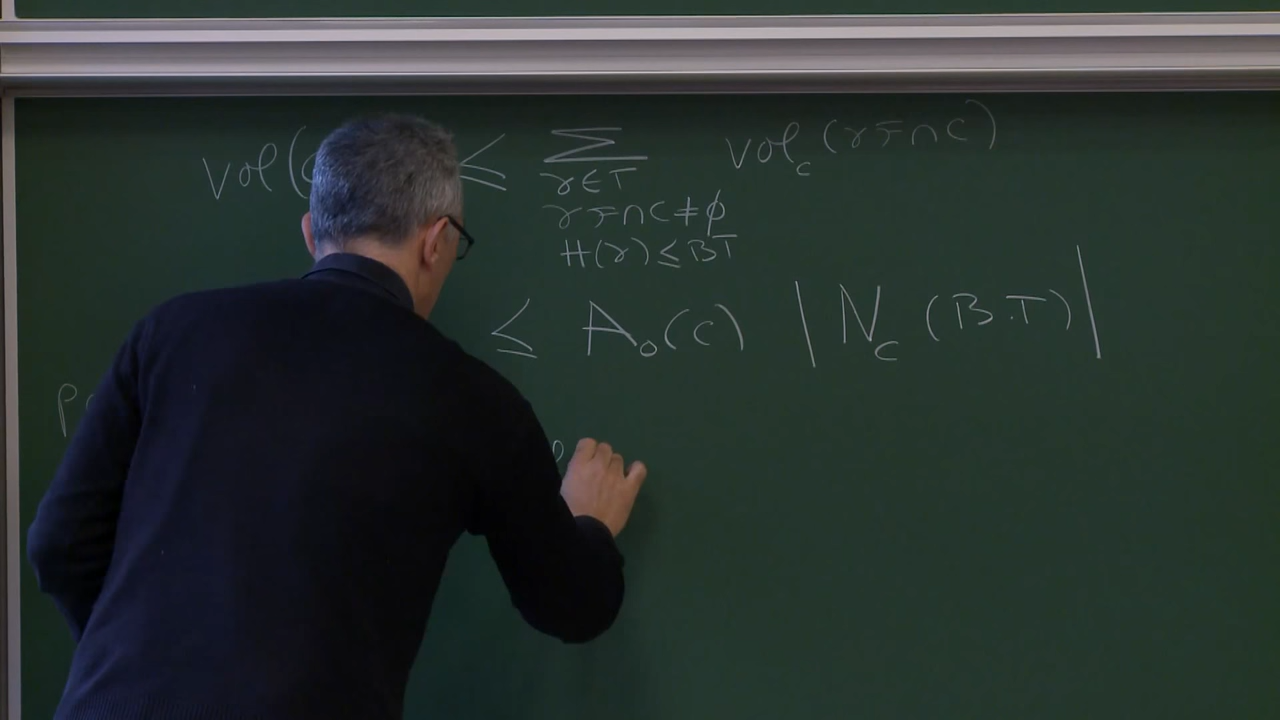 vol( ≤ ∑ vol_c(γF∩C)
γ∈Γ
γF∩C≠ϕ
H(γ)≤BT
≤ A_0(C) |N_C(B.T)|